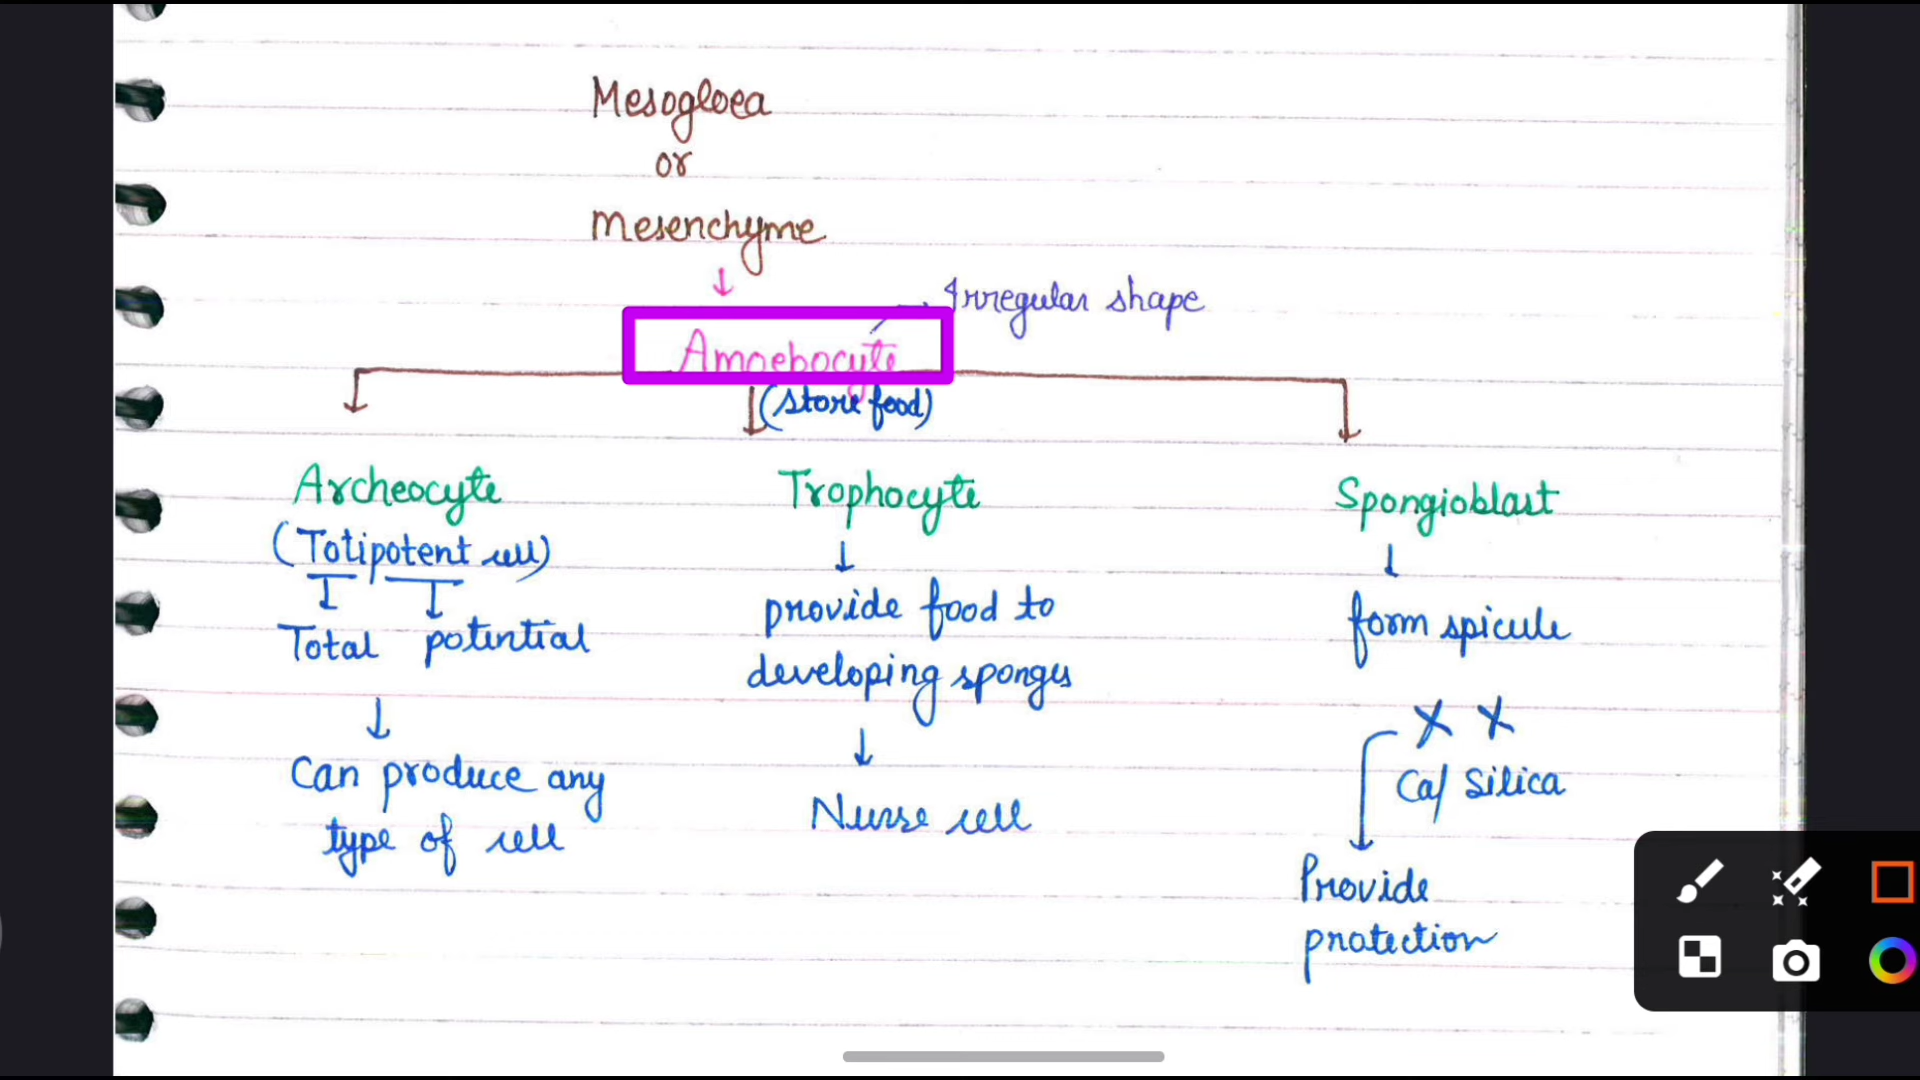 Mesogloea
or
Mesenchyme
↓
Irregular shape
Amoebocyte
(store food)
Archeocyte
(Totipotent cell)
Total potential
↓
Can produce any
type of cell
Trophocyte
↓
provide food to
developing sponges
↓
Nurse cell
Spongioblast
↓
form spicule
Ca/ Silica
Provide
protection